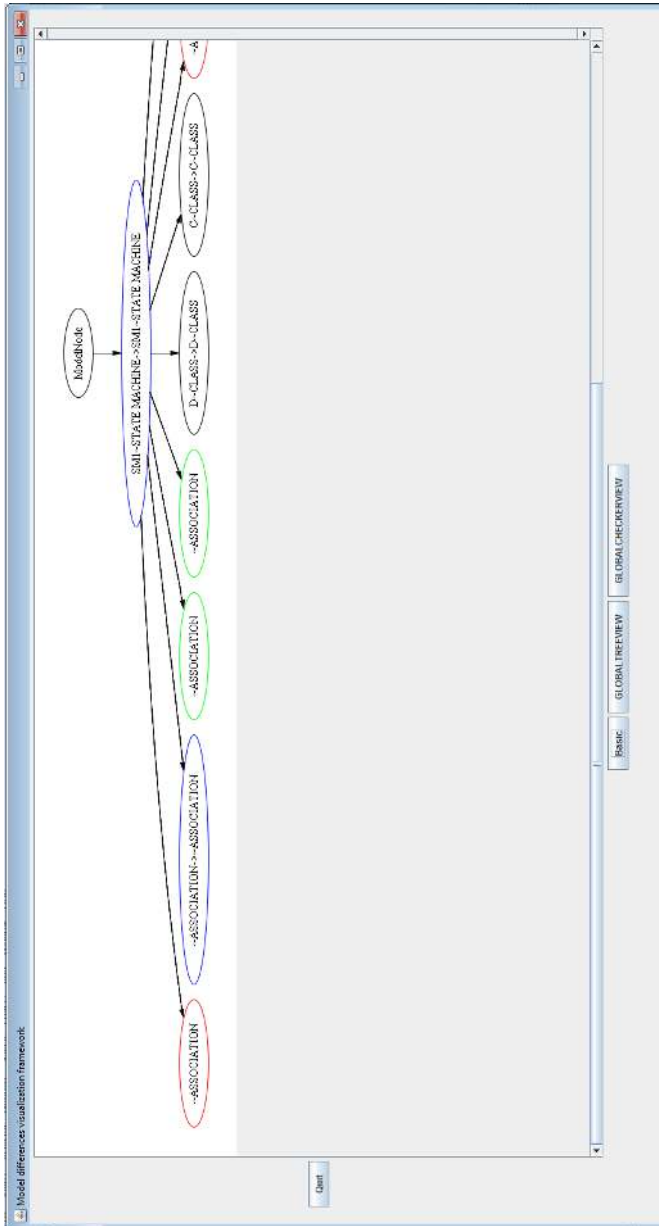 Model differences visualization framework
ModelNode
SM1-STATE MACHINE->SM1-STATE MACHINE
--ASSOCIATION
--ASSOCIATION->--ASSOCIATION
--ASSOCIATION
--ASSOCIATION
D-CLASS->D-CLASS
C-CLASS->C-CLASS
--A
Quit
Basic
GLOBALTREEVIEW
GLOBALCHECKERVIEW